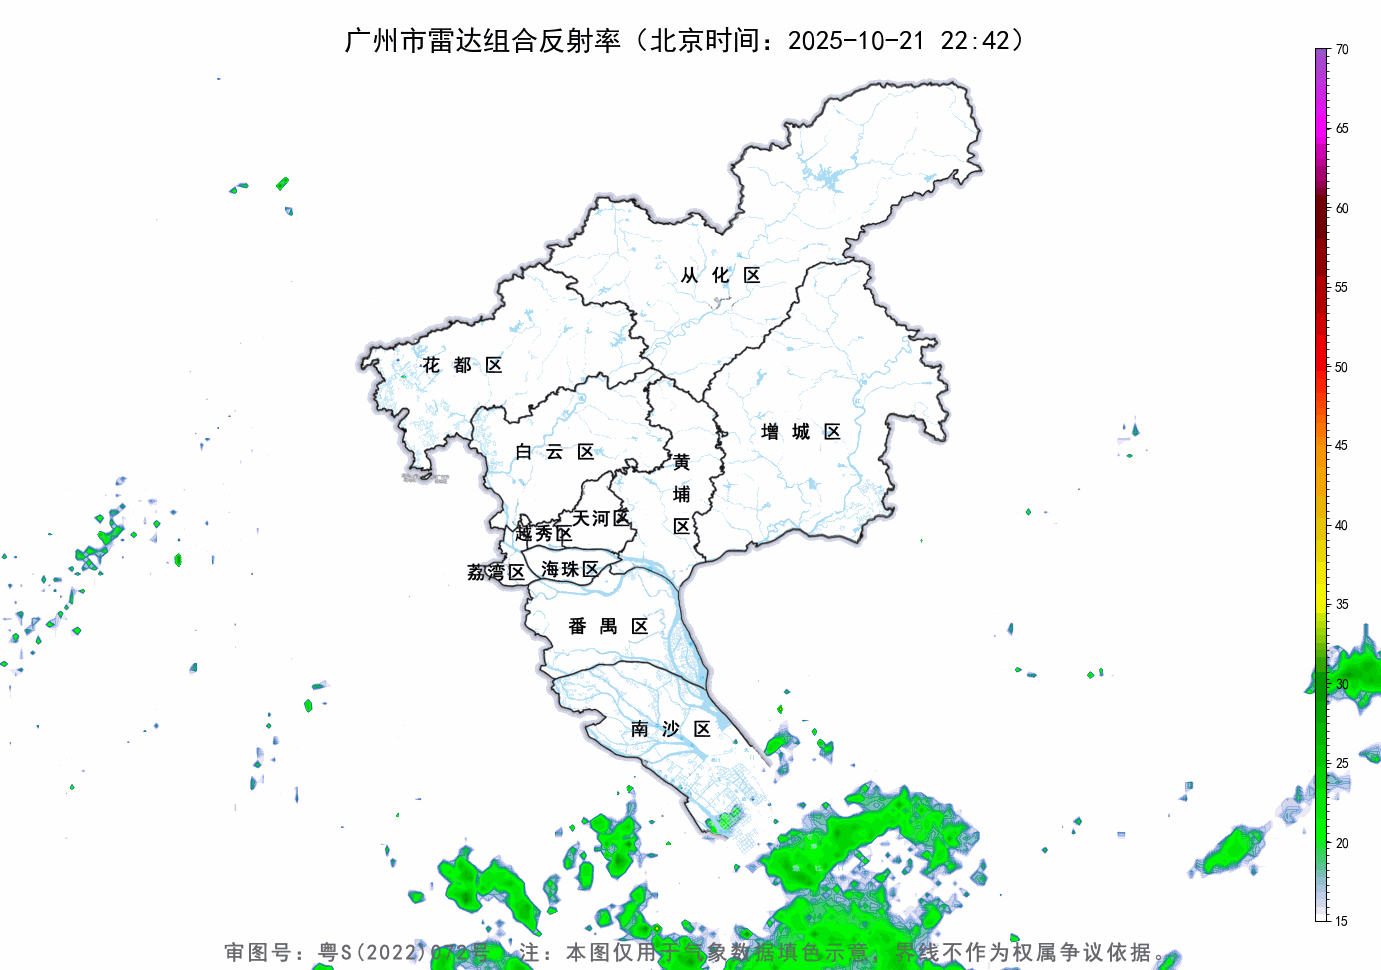 广州市雷达组合反射率（北京时间：2025-10-21 22:42）
70
65
60
55
50
45
40
35
30
25
20
15
从化区
花都区
增城区
白云区
黄埔区
天河区
越秀区
荔湾区
海珠区
番禺区
南沙区
审图号：粤S(2022)072号 注：本图仅用于气象数据填色示意，界线不作为权属争议依据。